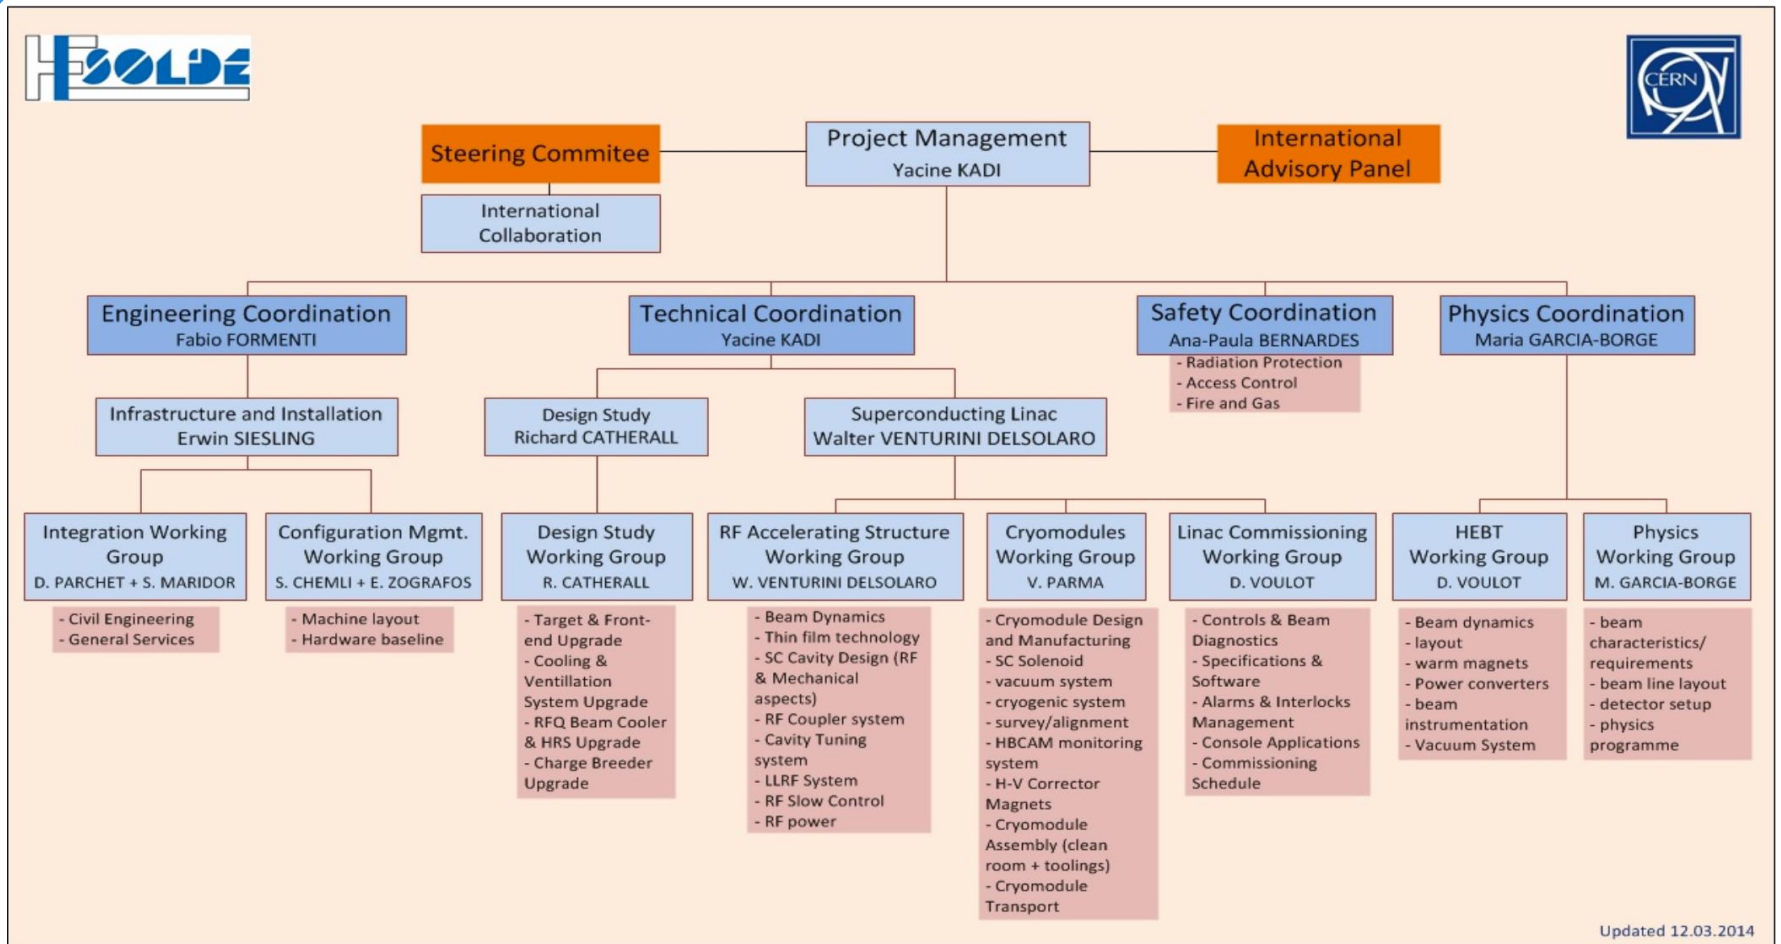 HE ISOLDE
CERN
Project Management
Yacine KADI
Steering Commitee
International
Advisory Panel
International
Collaboration
Engineering Coordination
Fabio FORMENTI
Technical Coordination
Yacine KADI
Safety Coordination
Ana-Paula BERNARDES
- Radiation Protection
- Access Control
- Fire and Gas
Physics Coordination
Maria GARCIA-BORGE
Infrastructure and Installation
Erwin SIESLING
Design Study
Richard CATHERALL
Superconducting Linac
Walter VENTURINI DELSOLARO
Integration Working
Group
D. PARCHET + S. MARIDOR
- Civil Engineering
- General Services
Configuration Mgmt.
Working Group
S. CHEMLI + E. ZOGRAFOS
- Machine layout
- Hardware baseline
Design Study
Working Group
R. CATHERALL
- Target & Front-
end Upgrade
- Cooling &
Ventillation
System Upgrade
- RFQ Beam Cooler
& HRS Upgrade
- Charge Breeder
Upgrade
RF Accelerating Structure
Working Group
W. VENTURINI DELSOLARO
- Beam Dynamics
- Thin film technology
- SC Cavity Design (RF
& Mechanical
aspects)
- RF Coupler system
- Cavity Tuning
system
- LLRF System
- RF Slow Control
- RF power
Cryomodules
Working Group
V. PARMA
- Cryomodule Design
and Manufacturing
- SC Solenoid
- vacuum system
- cryogenic system
- survey/alignment
- HBCAM monitoring
system
- H-V Corrector
Magnets
- Cryomodule
Assembly (clean
room + toolings)
- Cryomodule
Transport
Linac Commissioning
Working Group
D. VOULOT
- Controls & Beam
Diagnostics
- Specifications &
Software
- Alarms & Interlocks
Management
- Console Applications
- Commissioning
Schedule
HEBT
Working Group
D. VOULOT
- Beam dynamics
- layout
- warm magnets
- Power converters
- beam
instrumentation
- Vacuum System
Physics
Working Group
M. GARCIA-BORGE
- beam
characteristics/
requirements
- beam line layout
- detector setup
- physics
programme
Updated 12.03.2014